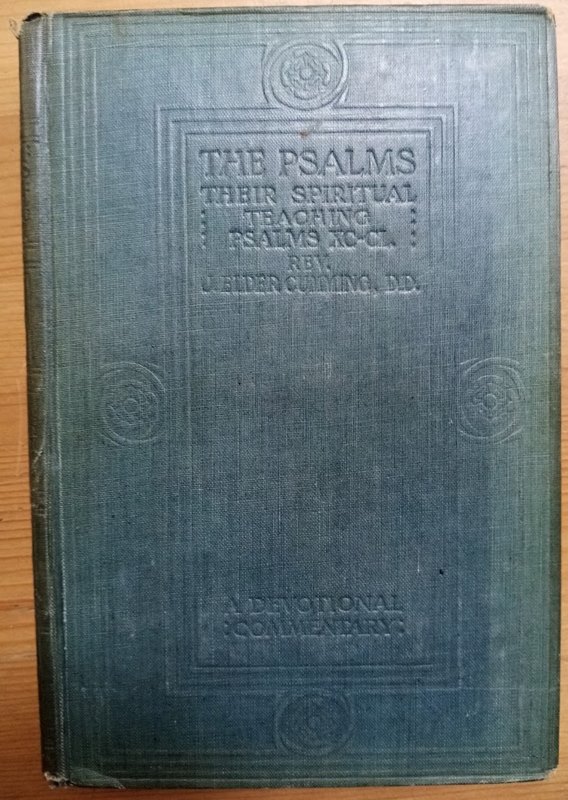 THE PSALMS
THEIR SPIRITUAL
: TEACHING :
: PSALMS XC-CL. :
REV.
J. ELDER CUMMING, D.D.
A DEVOTIONAL
:COMMENTARY: